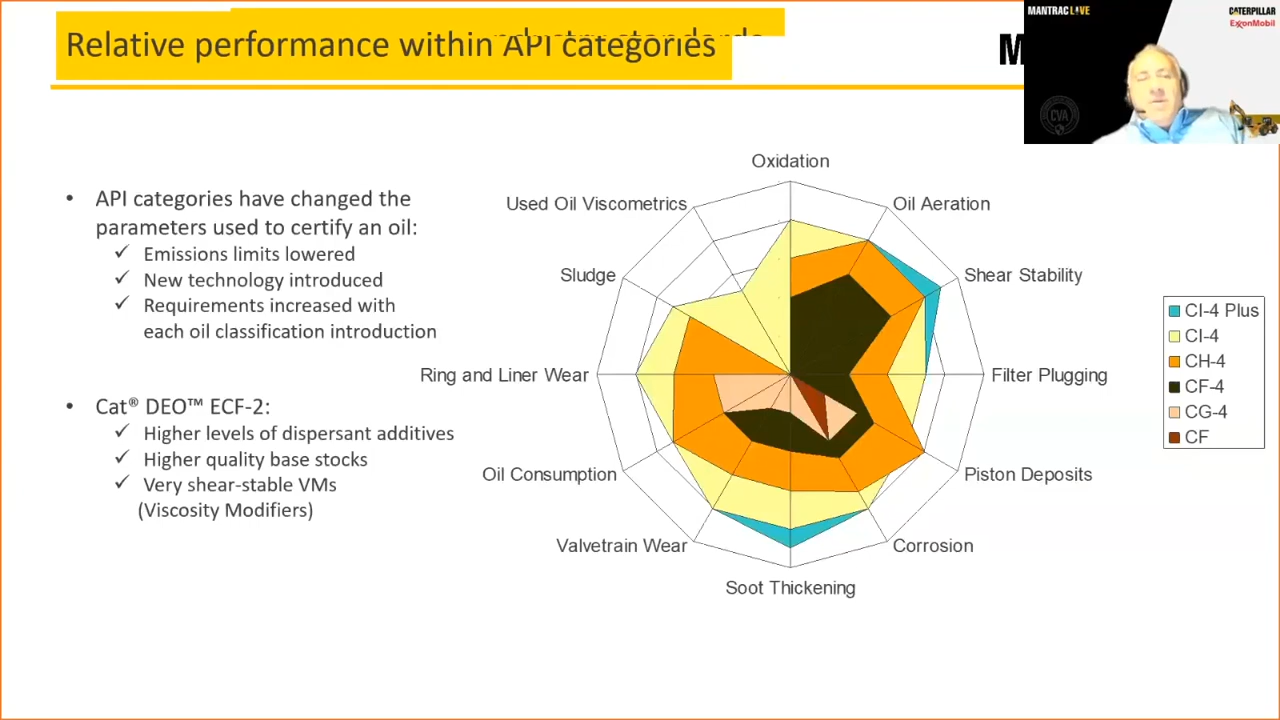 Relative performance within API categories
MANTRAC LIVE
CATERPILLAR
ExxonMobil
CVA
• API categories have changed the
parameters used to certify an oil:
✓ Emissions limits lowered
✓ New technology introduced
✓ Requirements increased with
each oil classification introduction
• Cat® DEO™ ECF-2:
✓ Higher levels of dispersant additives
✓ Higher quality base stocks
✓ Very shear-stable VMs
(Viscosity Modifiers)
Oxidation
Oil Aeration
Shear Stability
Filter Plugging
Piston Deposits
Corrosion
Soot Thickening
Valvetrain Wear
Oil Consumption
Ring and Liner Wear
Sludge
Used Oil Viscometrics
CI-4 Plus
CI-4
CH-4
CF-4
CG-4
CF